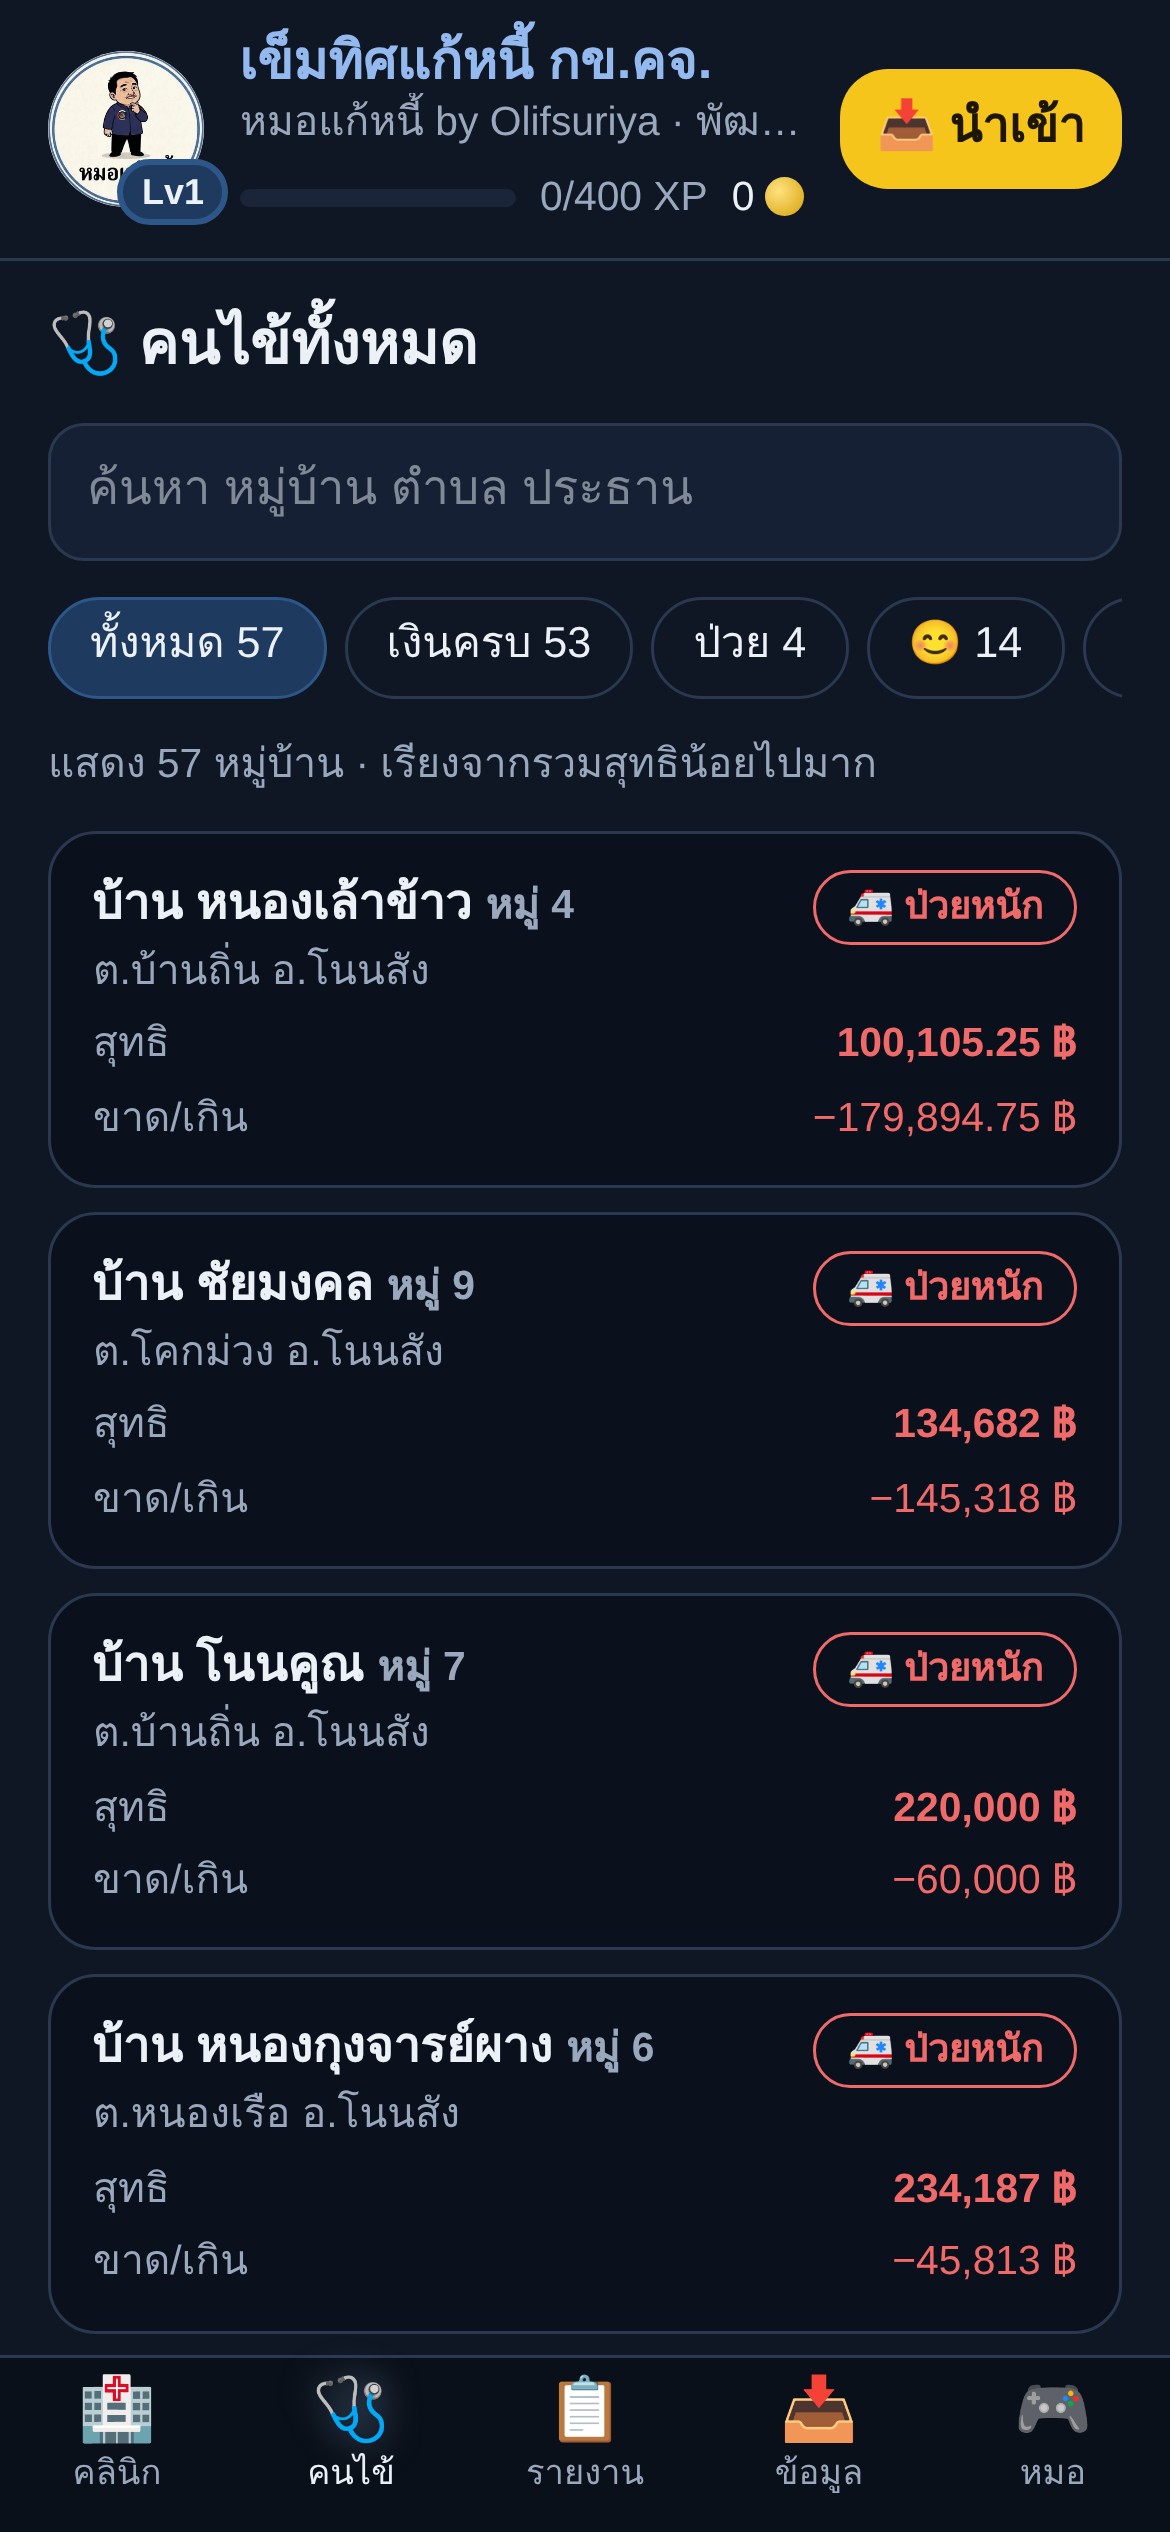 เข็มทิศแก้หนี้ กข.คจ.
หมอแก้หนี้ by Olifsuriya · พัฒ...
Lv1
0/400 XP 0
📥 นำเข้า
🩺 คนไข้ทั้งหมด
ค้นหา หมู่บ้าน ตำบล ประธาน
ทั้งหมด 57
เงินครบ 53
ป่วย 4
😊 14
แสดง 57 หมู่บ้าน · เรียงจากรวมสุทธิน้อยไปมาก
บ้าน หนองเล้าข้าว หมู่ 4
🚑 ป่วยหนัก
ต.บ้านถิ่น อ.โนนสัง
สุทธิ 100,105.25 ฿
ขาด/เกิน −179,894.75 ฿
บ้าน ชัยมงคล หมู่ 9
🚑 ป่วยหนัก
ต.โคกม่วง อ.โนนสัง
สุทธิ 134,682 ฿
ขาด/เกิน −145,318 ฿
บ้าน โนนคูณ หมู่ 7
🚑 ป่วยหนัก
ต.บ้านถิ่น อ.โนนสัง
สุทธิ 220,000 ฿
ขาด/เกิน −60,000 ฿
บ้าน หนองกุงจารย์ผาง หมู่ 6
🚑 ป่วยหนัก
ต.หนองเรือ อ.โนนสัง
สุทธิ 234,187 ฿
ขาด/เกิน −45,813 ฿
คลินิก
คนไข้
รายงาน
ข้อมูล
หมอ